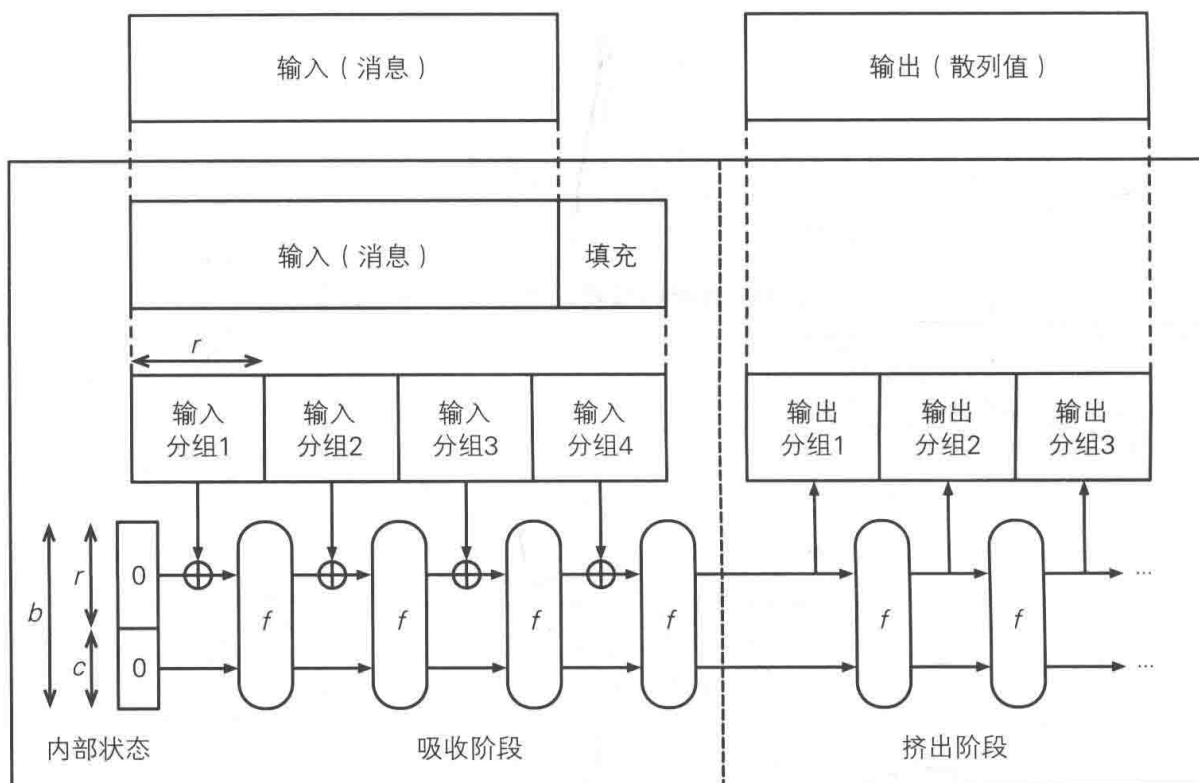 输入（消息）
输出（散列值）
输入（消息）
填充
r
输入
分组1
输入
分组2
输入
分组3
输入
分组4
输出
分组1
输出
分组2
输出
分组3
b
r
c
0
0
f
f
f
f
f
f
...
...
内部状态
吸收阶段
挤出阶段